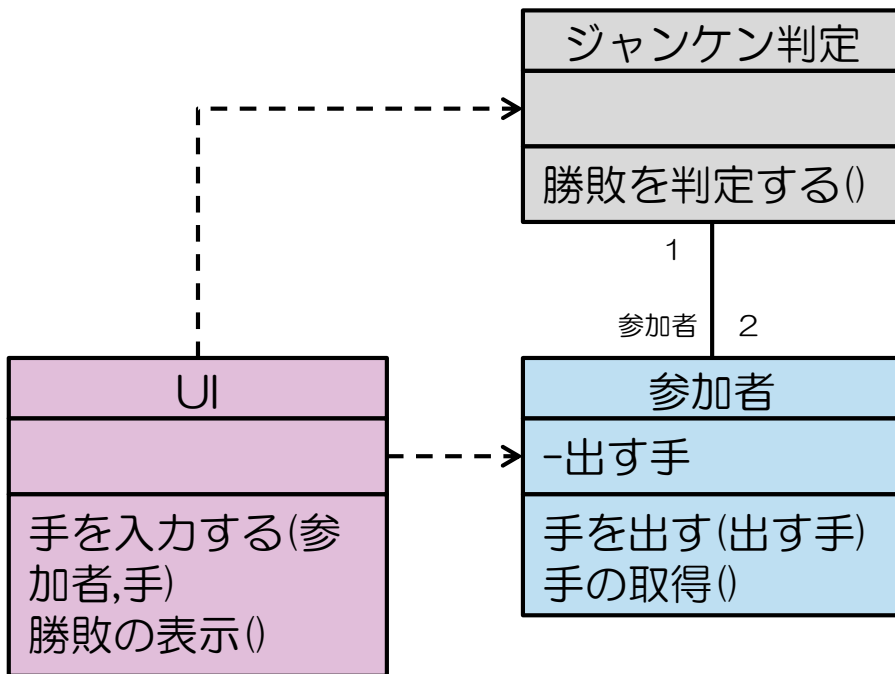 ジャンケン判定
勝敗を判定する()
1
参加者 2
UI
手を入力する(参
加者,手)
勝敗の表示()
参加者
-出す手
手を出す(出す手)
手の取得()